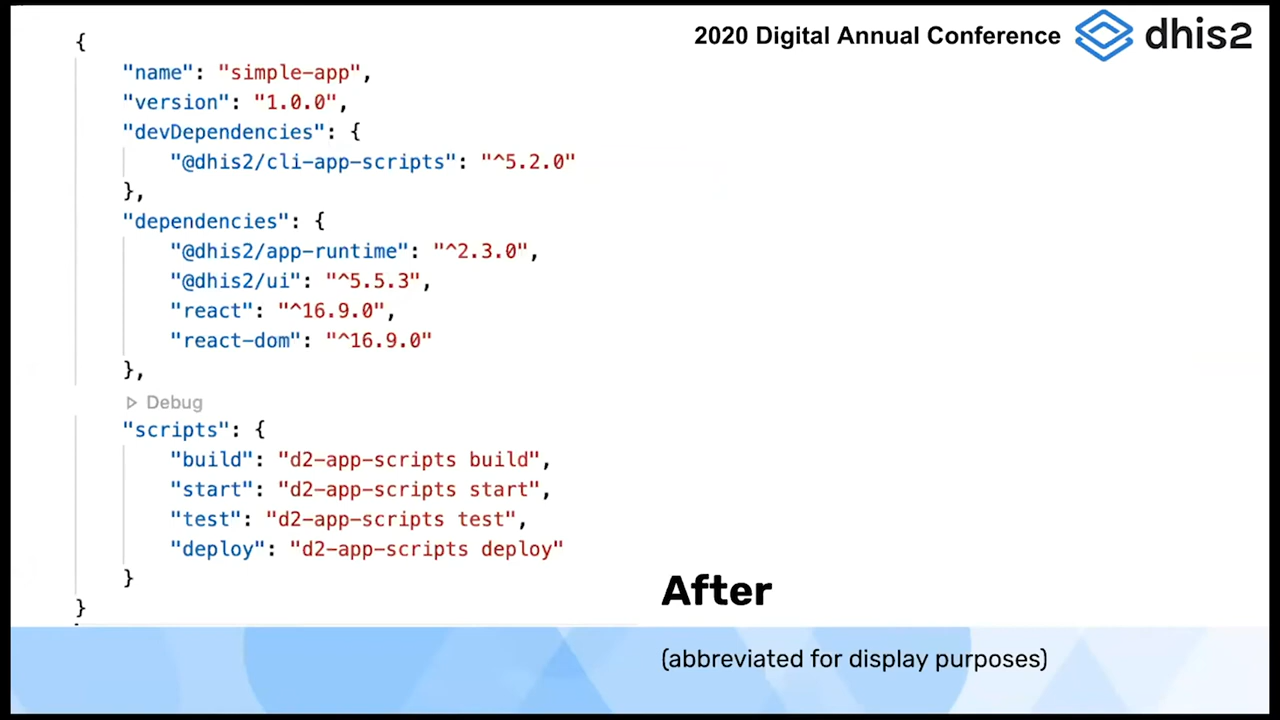 2020 Digital Annual Conference dhis2
{
"name": "simple-app",
"version": "1.0.0",
"devDependencies": {
"@dhis2/cli-app-scripts": "^5.2.0"
},
"dependencies": {
"@dhis2/app-runtime": "^2.3.0",
"@dhis2/ui": "^5.5.3",
"react": "^16.9.0",
"react-dom": "^16.9.0"
},
Debug
"scripts": {
"build": "d2-app-scripts build",
"start": "d2-app-scripts start",
"test": "d2-app-scripts test",
"deploy": "d2-app-scripts deploy"
}
}
After
(abbreviated for display purposes)